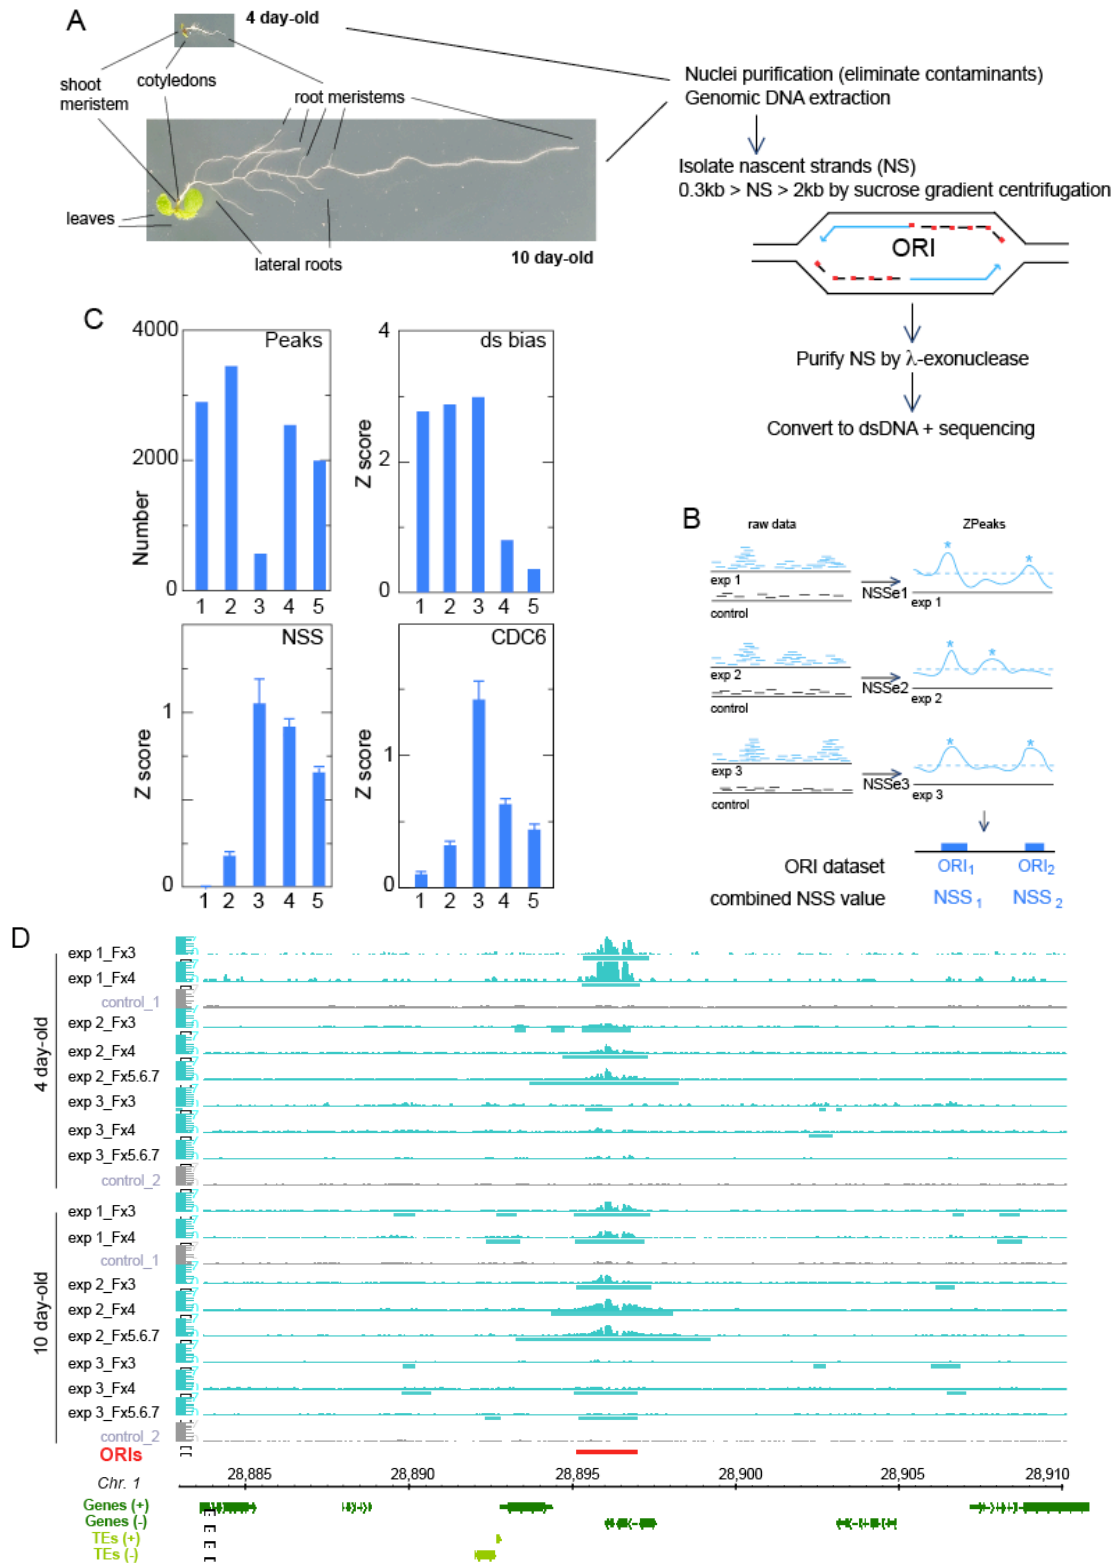 A
4 day-old
shoot
meristem
cotyledons
root meristems
leaves
lateral roots
10 day-old
Nuclei purification (eliminate contaminants)
Genomic DNA extraction
Isolate nascent strands (NS)
0.3kb > NS > 2kb by sucrose gradient centrifugation
ORI
Purify NS by λ-exonuclease
Convert to dsDNA + sequencing
B
raw data
ZPeaks
exp 1
control
NSSe1
exp 1
exp 2
control
NSSe2
exp 2
exp 3
control
NSSe3
exp 3
ORI dataset
ORI1
ORI2
combined NSS value
NSS 1
NSS 2
C
Peaks
Number
4000
2000
0
1 2 3 4 5
ds bias
Z score
4
2
0
1 2 3 4 5
NSS
Z score
1
0
1 2 3 4 5
CDC6
Z score
1
0
1 2 3 4 5
D
4 day-old
exp 1_Fx3
exp 1_Fx4
control_1
exp 2_Fx3
exp 2_Fx4
exp 2_Fx5.6.7
exp 3_Fx3
exp 3_Fx4
exp 3_Fx5.6.7
control_2
10 day-old
exp 1_Fx3
exp 1_Fx4
control_1
exp 2_Fx3
exp 2_Fx4
exp 2_Fx5.6.7
exp 3_Fx3
exp 3_Fx4
exp 3_Fx5.6.7
control_2
ORIs
Chr. 1
28,885 28,890 28,895 28,900 28,905 28,910
Genes (+)
Genes (-)
TEs (+)
TEs (-)